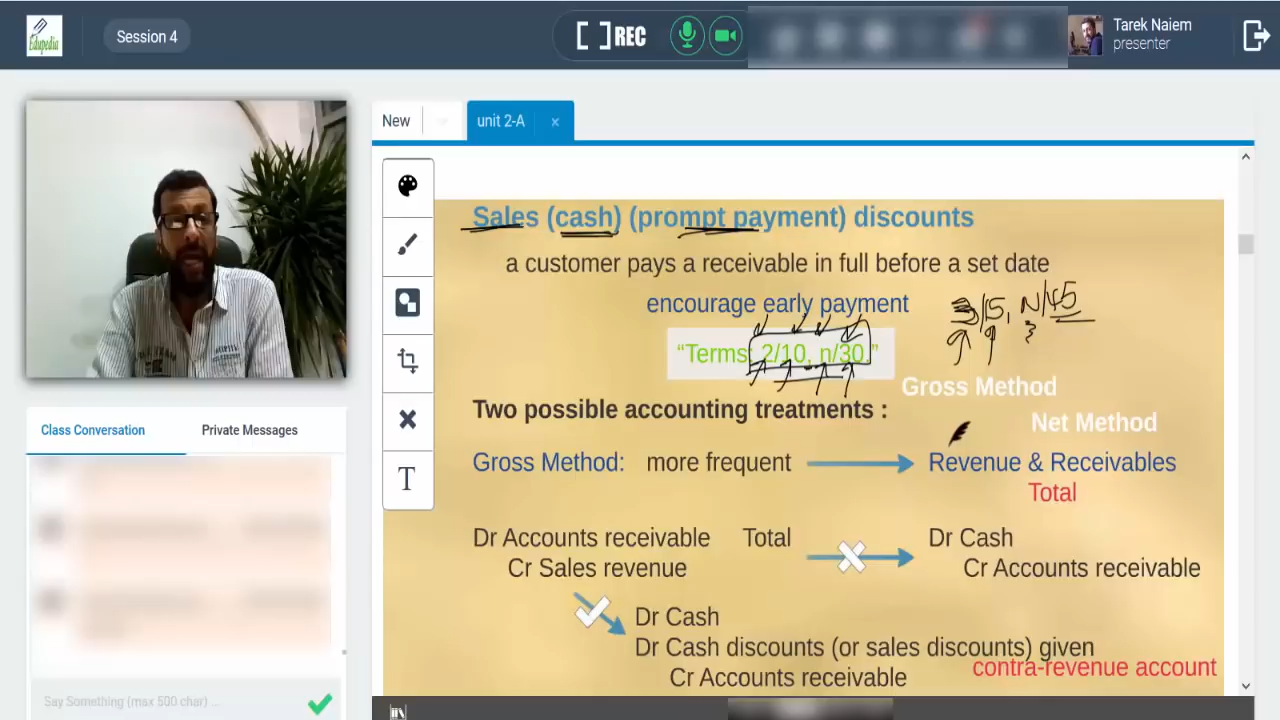 Edupedia
Session 4
[ ] REC
Tarek Naiem
presenter
New
unit 2-A
Sales (cash) (prompt payment) discounts
a customer pays a receivable in full before a set date
encourage early payment
3/15, N/45
“Terms: 2/10, n/30.”
Gross Method
Two possible accounting treatments :
Net Method
Gross Method: more frequent
Revenue & Receivables
Total
Dr Accounts receivable Total
Cr Sales revenue
Dr Cash
Cr Accounts receivable
Dr Cash
Dr Cash discounts (or sales discounts) given
Cr Accounts receivable
contra-revenue account
Class Conversation
Private Messages
Say Something (max 500 char) ...
T